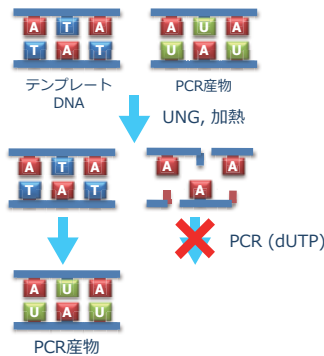 A T A
T A T
A U A
U A U
テンプレート
DNA
PCR産物
UNG, 加熱
A T A
T A T
A A
A
PCR (dUTP)
A U A
U A U
PCR産物